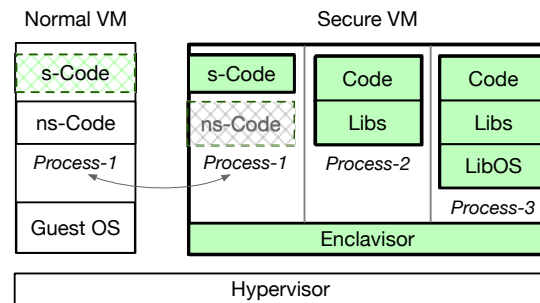 Normal VM
Secure VM
s-Code
ns-Code
Process-1
Guest OS
s-Code
ns-Code
Process-1
Code
Libs
Process-2
Code
Libs
LibOS
Process-3
Enclavisor
Hypervisor